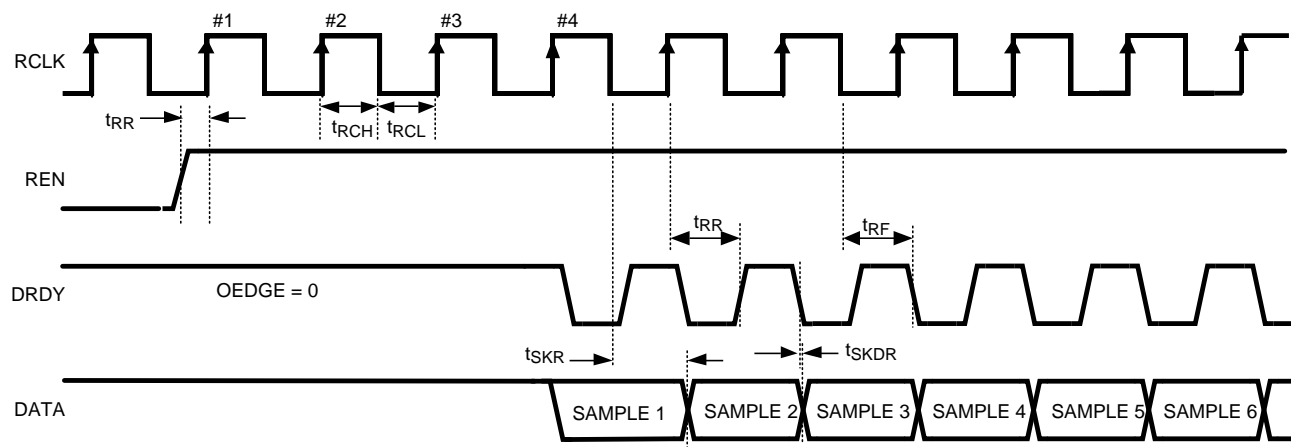 #1 #2 #3 #4
RCLK
tRR tRCH tRCL
REN
tRR tRF
DRDY OEDGE = 0
tSKR tSKDR
DATA SAMPLE 1 SAMPLE 2 SAMPLE 3 SAMPLE 4 SAMPLE 5 SAMPLE 6